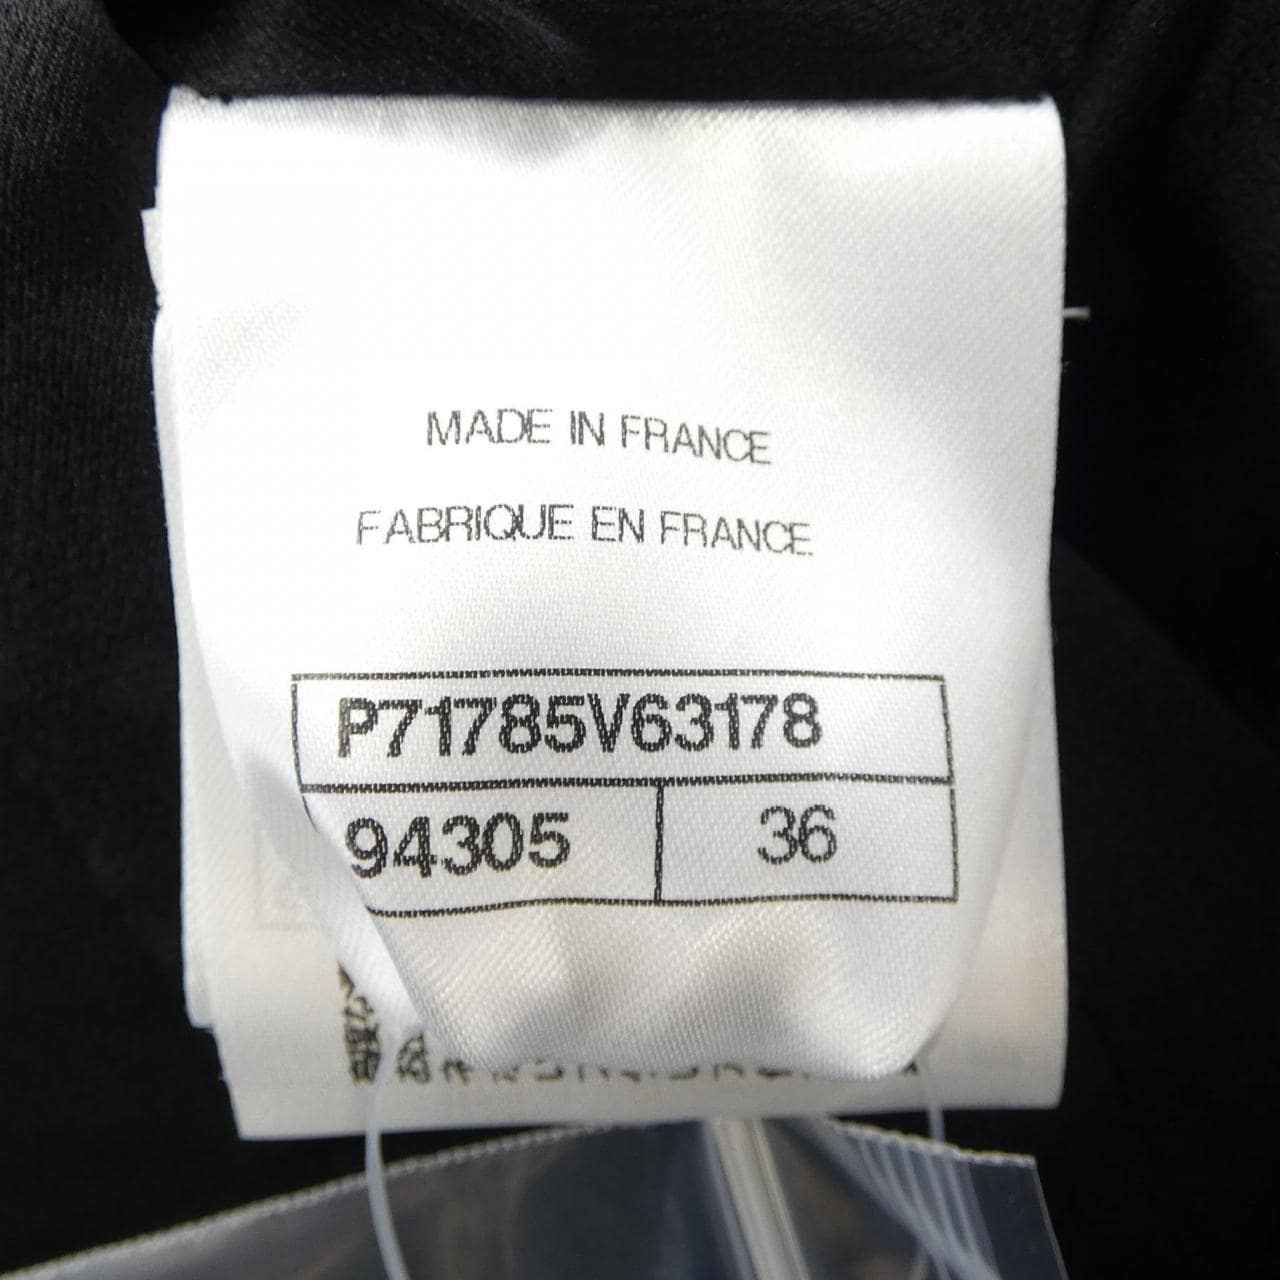 MADE IN FRANCE
FABRIQUE EN FRANCE
P71785V63178
94305 36